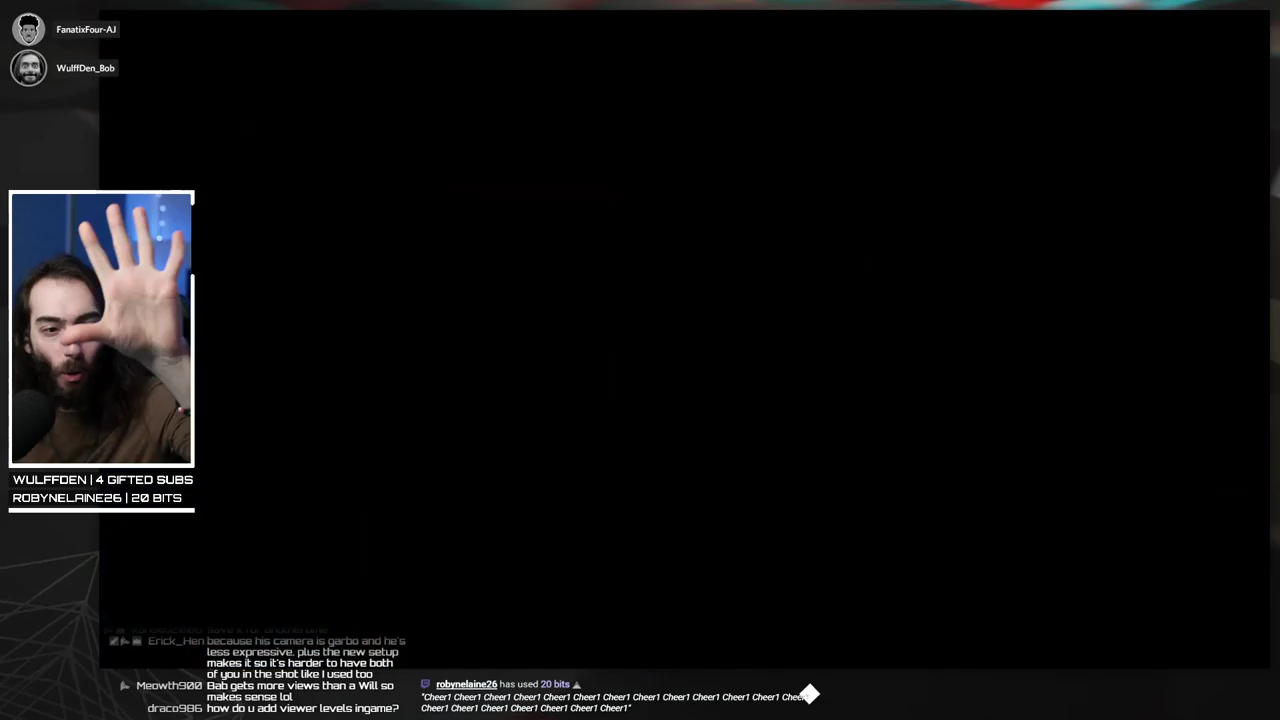 FanatixFour-AJ
WulffDen_Bob
WULFFDEN | 4 GIFTED SUBS
ROBYNELAINE26 | 20 BITS
Erick_Hen because his camera is garbo and he's
less expressive. plus the new setup
makes it so it's harder to have both
of you in the shot like I used too
Meowth900 Bab gets more views than a Will so
makes sense lol
draco986 how do u add viewer levels ingame?
robynelaine26 has used 20 bits
"Cheer1 Cheer1 Cheer1 Cheer1 Cheer1 Cheer1 Cheer1 Cheer1 Cheer1 Cheer1 Cheer1 Cheer1 Cheer1
Cheer1 Cheer1 Cheer1 Cheer1 Cheer1 Cheer1 Cheer1"